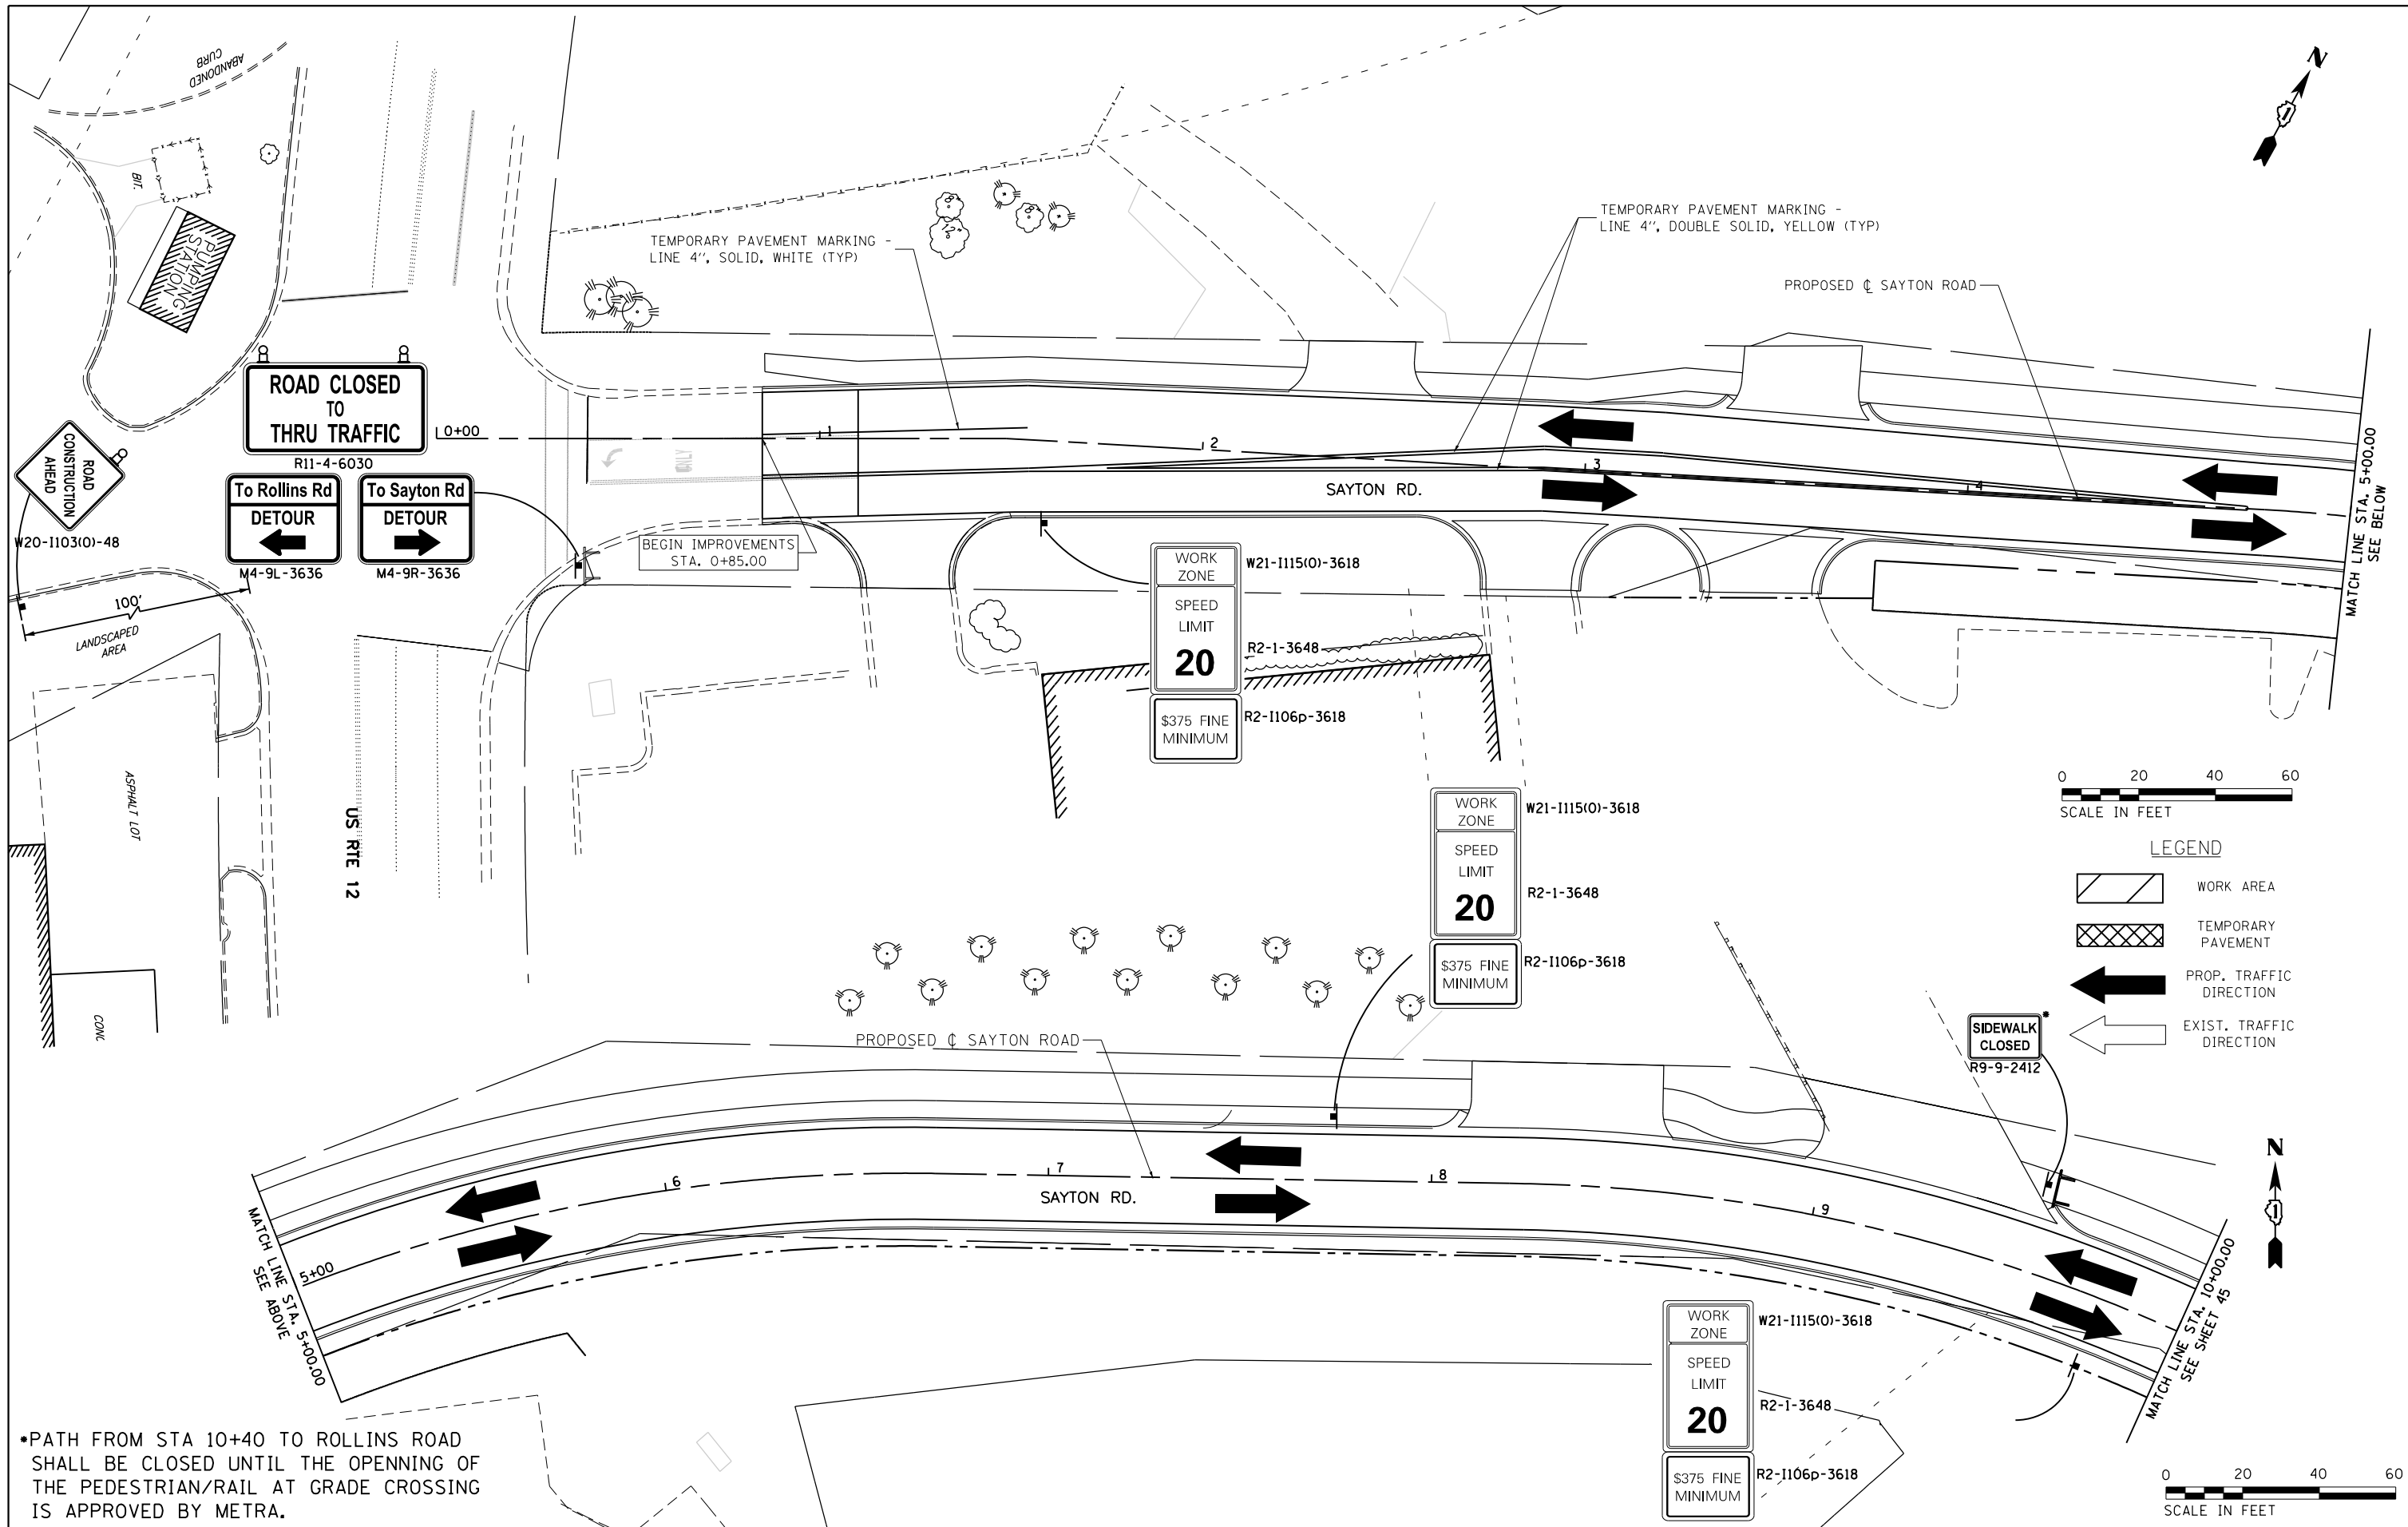 ABANDONED
CURB
BIT.
PUMPING
STATION
N
1
TEMPORARY PAVEMENT MARKING -
LINE 4", SOLID, WHITE (TYP)
TEMPORARY PAVEMENT MARKING -
LINE 4", DOUBLE SOLID, YELLOW (TYP)
PROPOSED ℄ SAYTON ROAD
ROAD CLOSED
TO
THRU TRAFFIC
R11-4-6030
ROAD
CONSTRUCTION
AHEAD
W20-I103(O)-48
To Rollins Rd
DETOUR
M4-9L-3636
To Sayton Rd
DETOUR
M4-9R-3636
0+00
1
2
3
4
ONLY
SAYTON RD.
MATCH LINE STA. 5+00.00
SEE BELOW
BEGIN IMPROVEMENTS
STA. 0+85.00
100'
LANDSCAPED
AREA
WORK
ZONE
W21-I115(O)-3618
SPEED
LIMIT
20
R2-1-3648
$375 FINE
MINIMUM
R2-I106p-3618
ASPHALT LOT
US RTE 12
CONC
0 20 40 60
SCALE IN FEET
LEGEND
WORK AREA
TEMPORARY
PAVEMENT
PROP. TRAFFIC
DIRECTION
EXIST. TRAFFIC
DIRECTION
WORK
ZONE
W21-I115(O)-3618
SPEED
LIMIT
20
R2-1-3648
$375 FINE
MINIMUM
R2-I106p-3618
SIDEWALK
CLOSED
*
R9-9-2412
PROPOSED ℄ SAYTON ROAD
N
1
5+00
6
7
8
9
SAYTON RD.
MATCH LINE STA. 5+00.00
SEE ABOVE
MATCH LINE STA. 10+00.00
SEE SHEET 45
WORK
ZONE
W21-I115(O)-3618
SPEED
LIMIT
20
R2-1-3648
$375 FINE
MINIMUM
R2-I106p-3618
*PATH FROM STA 10+40 TO ROLLINS ROAD
SHALL BE CLOSED UNTIL THE OPENNING OF
THE PEDESTRIAN/RAIL AT GRADE CROSSING
IS APPROVED BY METRA.
0 20 40 60
SCALE IN FEET